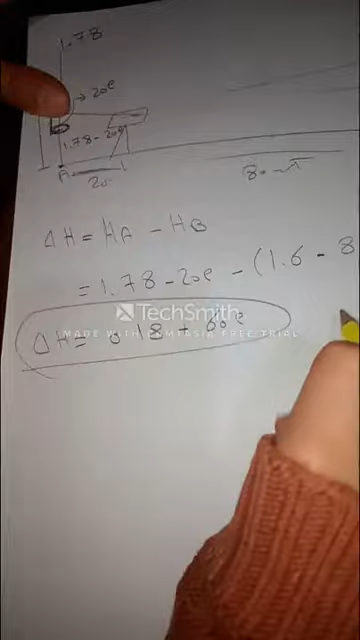 1.78
→ 20e
1.78 - 20e
A
20
80
ΔH = HA - HB
= 1.78 - 20e - (1.6 - 8
ΔH = 0.18 + 60e
TechSmith
MADE WITH CAMTASIA FREE TRIAL